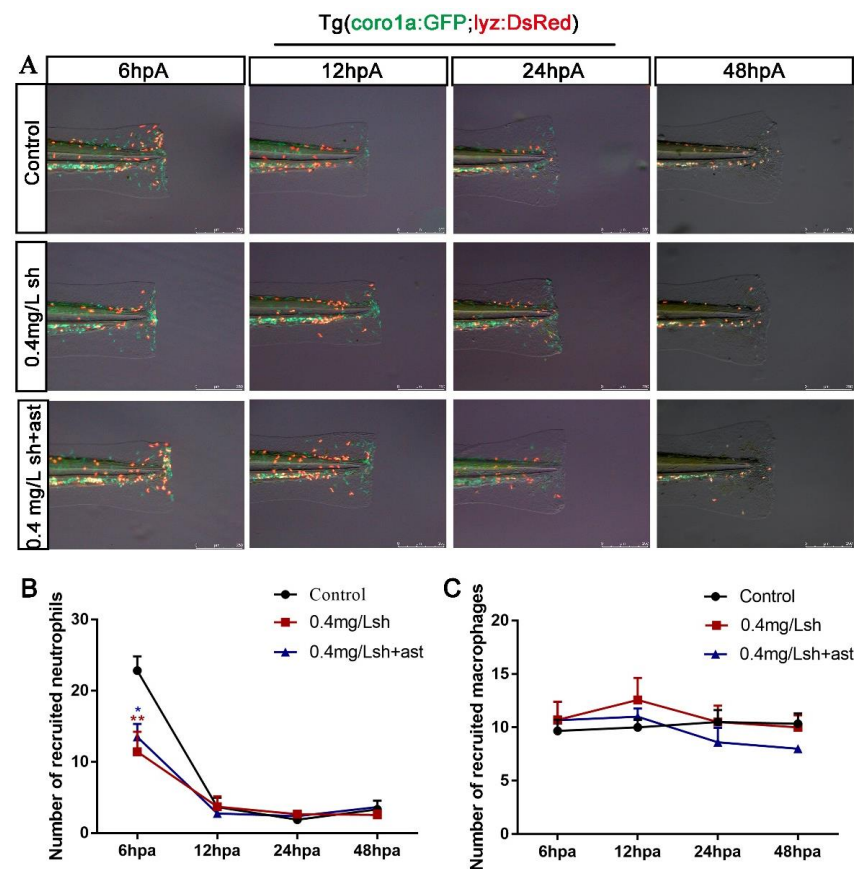 Tg(coro1a:GFP;lyz:DsRed)
A
6hpA
12hpA
24hpA
48hpA
Control
0.4mg/L sh
0.4 mg/L sh+ast
B
Number of recruited neutrophils
30
20
10
0
Control
0.4mg/Lsh
0.4mg/Lsh+ast
*
**
6hpa
12hpa
24hpa
48hpa
C
Number of recruited macrophages
20
15
10
5
0
Control
0.4mg/Lsh
0.4mg/Lsh+ast
6hpa
12hpa
24hpa
48hpa